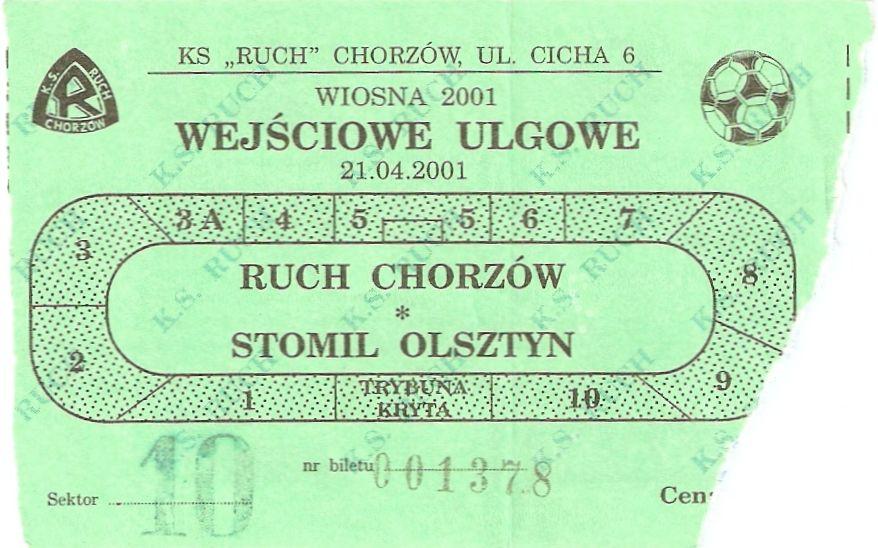 KS „RUCH” CHORZÓW, UL. CICHA 6
K.S. RUCH
CHORZÓW
WIOSNA 2001
WEJŚCIOWE ULGOWE
21.04.2001
3A 4 5 5 6 7
3 8
RUCH CHORZÓW
*
STOMIL OLSZTYN
2 9
1 TRYBUNA KRYTA 10
nr biletu 001378
Sektor 10
K.S. RUCH